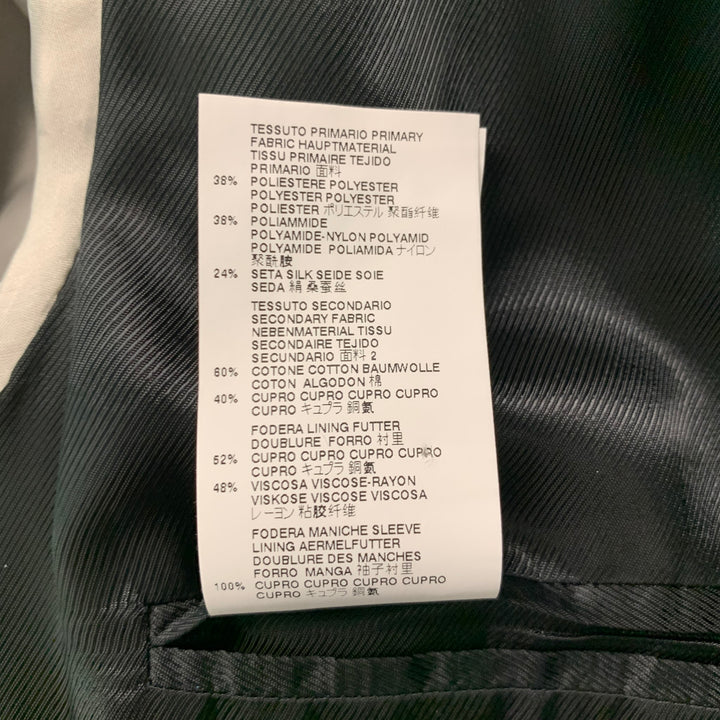 TESSUTO PRIMARIO PRIMARY
FABRIC HAUPTMATERIAL
TISSU PRIMAIRE TEJIDO
PRIMARIO 面料
38% POLIESTERE POLYESTER
POLYESTER POLYESTER
POLIESTER ポリエステル 聚酯纤维
38% POLIAMMIDE
POLYAMIDE-NYLON POLYAMID
POLYAMIDE POLIAMIDA ナイロン
聚酰胺
24% SETA SILK SEIDE SOIE
SEDA 絹 桑蚕丝
TESSUTO SECONDARIO
SECONDARY FABRIC
NEBENMATERIAL TISSU
SECONDAIRE TEJIDO
SECUNDARIO 面料 2
60% COTONE COTTON BAUMWOLLE
COTON ALGODON 棉
40% CUPRO CUPRO CUPRO CUPRO
CUPRO キュプラ 銅氨
FODERA LINING FUTTER
DOUBLURE FORRO 衬里
52% CUPRO CUPRO CUPRO CUPRO
CUPRO キュプラ 銅氨
48% VISCOSA VISCOSE-RAYON
VISKOSE VISCOSE VISCOSA
レーヨン 粘胶纤维
FODERA MANICHE SLEEVE
LINING AERMELFUTTER
DOUBLURE DES MANCHES
FORRO MANGA 袖子衬里
100% CUPRO CUPRO CUPRO CUPRO
CUPRO キュプラ 銅氨